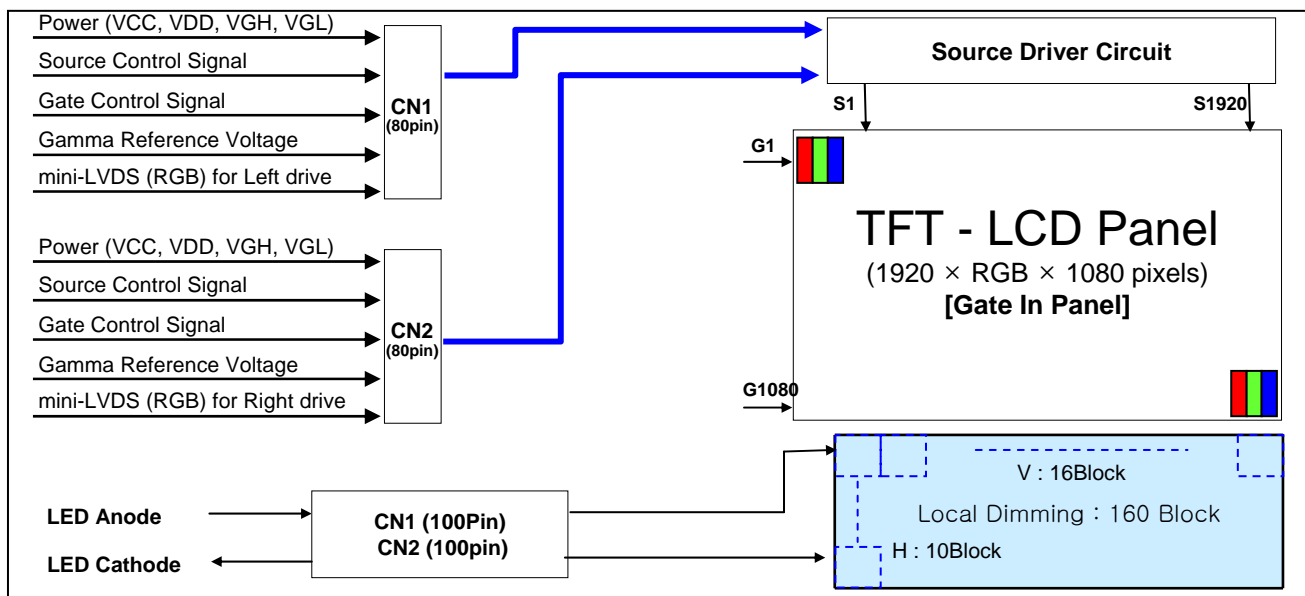 Power (VCC, VDD, VGH, VGL)
Source Control Signal
Gate Control Signal
Gamma Reference Voltage
mini-LVDS (RGB) for Left drive
CN1
(80pin)
Power (VCC, VDD, VGH, VGL)
Source Control Signal
Gate Control Signal
Gamma Reference Voltage
mini-LVDS (RGB) for Right drive
CN2
(80pin)
Source Driver Circuit
S1
S1920
G1
TFT - LCD Panel
(1920 × RGB × 1080 pixels)
[Gate In Panel]
G1080
LED Anode
LED Cathode
CN1 (100Pin)
CN2 (100pin)
V : 16Block
Local Dimming : 160 Block
H : 10Block